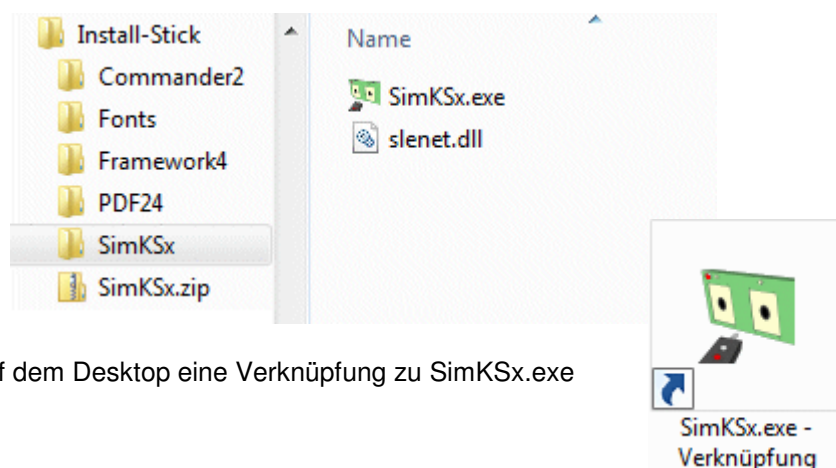 Install-Stick
Commander2
Fonts
Framework4
PDF24
SimKSx
SimKSx.zip
Name
SimKSx.exe
slenet.dll
f dem Desktop eine Verknüpfung zu SimKSx.exe
SimKSx.exe -
Verknüpfung